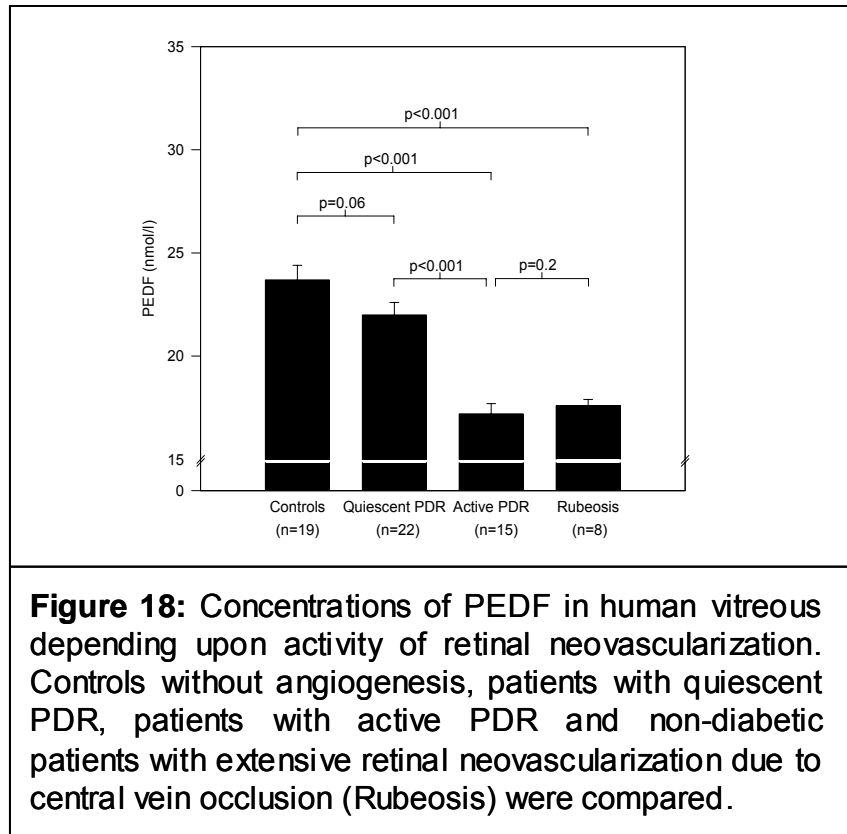 35
p<0.001
30
p<0.001
p=0.06
PEDF (nmol/l)
25
p<0.001
p=0.2
20
15
0
Controls Quiescent PDR Active PDR Rubeosis
(n=19) (n=22) (n=15) (n=8)
Figure 18: Concentrations of PEDF in human vitreous
depending upon activity of retinal neovascularization.
Controls without angiogenesis, patients with quiescent
PDR, patients with active PDR and non-diabetic
patients with extensive retinal neovascularization due to
central vein occlusion (Rubeosis) were compared.